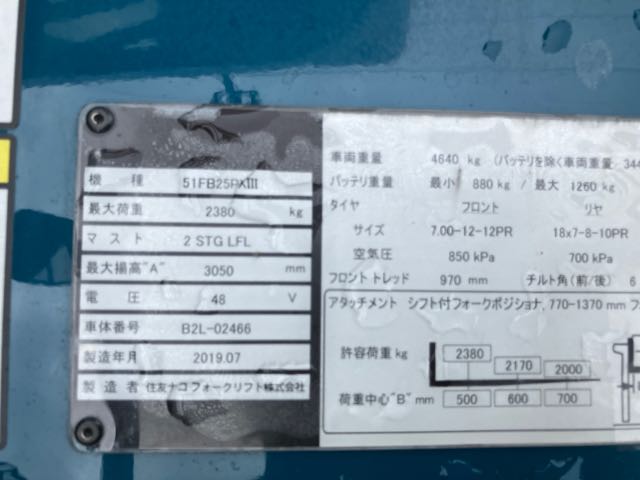 機 種 51FB25PXIII
最大荷重 2380 kg
マスト 2 STG LFL
最大揚高"A" 3050 mm
電 圧 48 V
車体番号 B2L-02466
製造年月 2019.07
製造者 住友ナコフォークリフト株式会社
車両重量 4640 kg (バッテリを除く車両重量 344
バッテリ重量 最小 880 kg / 最大 1260 kg
タイヤ フロント リヤ
サイズ 7.00-12-12PR 18x7-8-10PR
空気圧 850 kPa 700 kPa
フロントトレッド 970 mm チルト角(前/後) 6
アタッチメント シフト付フォークポジショナ, 770-1370 mm フ
許容荷重 kg 2380 2170 2000
荷重中心"B" mm 500 600 700